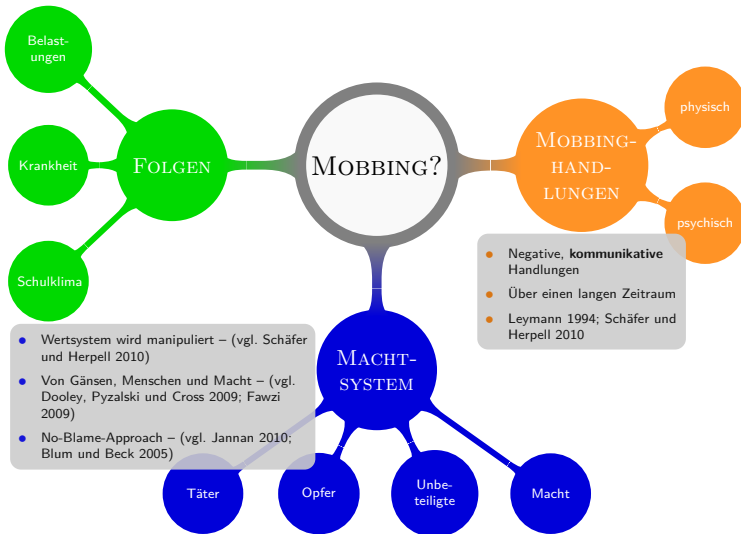 Belast-
ungen
Krankheit
Schulklima
FOLGEN
MOBBING?
MOBBING-
HAND-
LUNGEN
physisch
psychisch
• Negative, kommunikative
Handlungen
• Über einen langen Zeitraum
• Leymann 1994; Schäfer und
Herpell 2010
MACHT-
SYSTEM
• Wertsystem wird manipuliert – (vgl. Schäfer
und Herpell 2010)
• Von Gänsen, Menschen und Macht – (vgl.
Dooley, Pyzalski und Cross 2009; Fawzi
2009)
• No-Blame-Approach – (vgl. Jannan 2010;
Blum und Beck 2005)
Täter
Opfer
Unbe-
teiligte
Macht